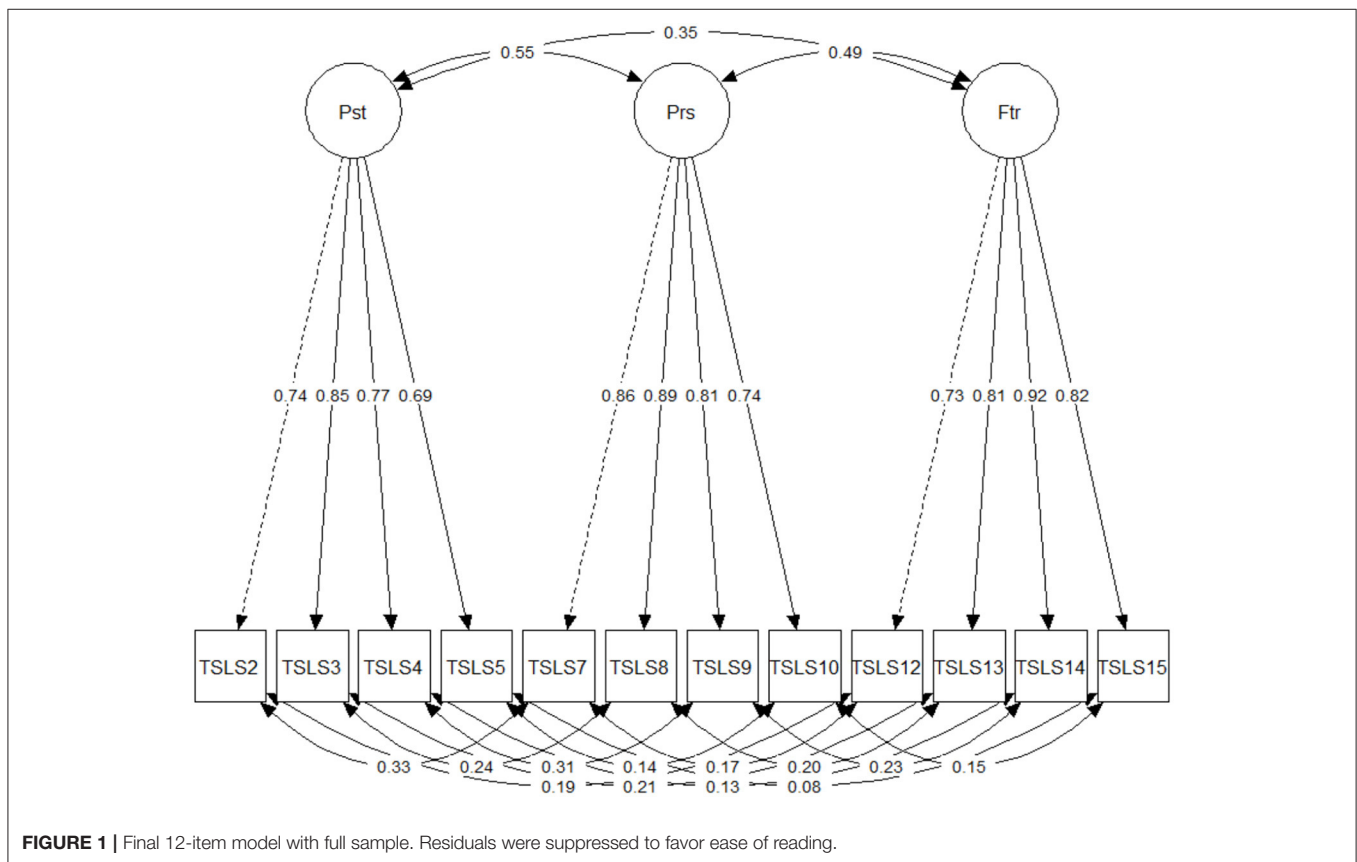 0.35
0.55 0.49
Pst Prs Ftr
0.74 0.85 0.77 0.69 0.86 0.89 0.81 0.74 0.73 0.81 0.92 0.82
TSLS2 TSLS3 TSLS4 TSLS5 TSLS7 TSLS8 TSLS9 TSLS10 TSLS12 TSLS13 TSLS14 TSLS15
0.33 0.24 0.31 0.14 0.17 0.20 0.23 0.15
0.19 0.21 0.13 0.08
FIGURE 1 | Final 12-item model with full sample. Residuals were suppressed to favor ease of reading.